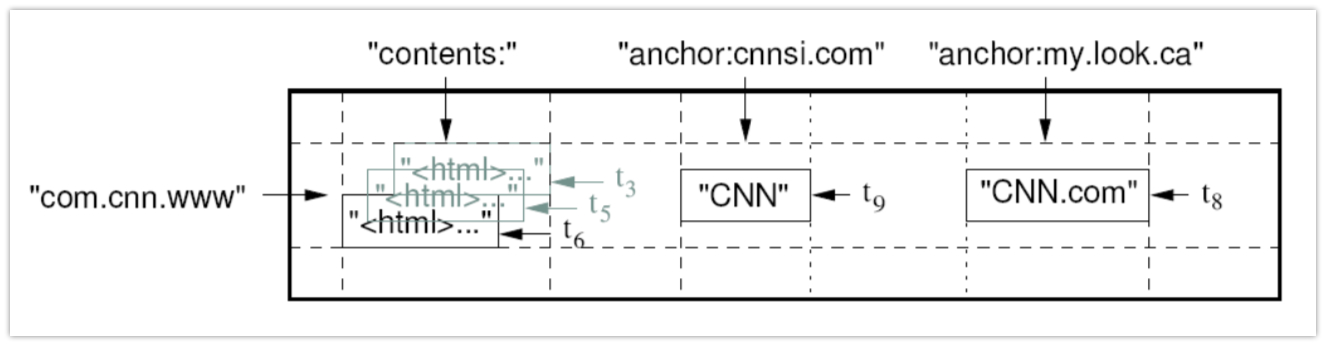 "contents:" "anchor:cnnsi.com" "anchor:my.look.ca"
"<html>..." t3
"com.cnn.www" "<html>..." t5 "CNN" t9 "CNN.com" t8
"<html>..." t6